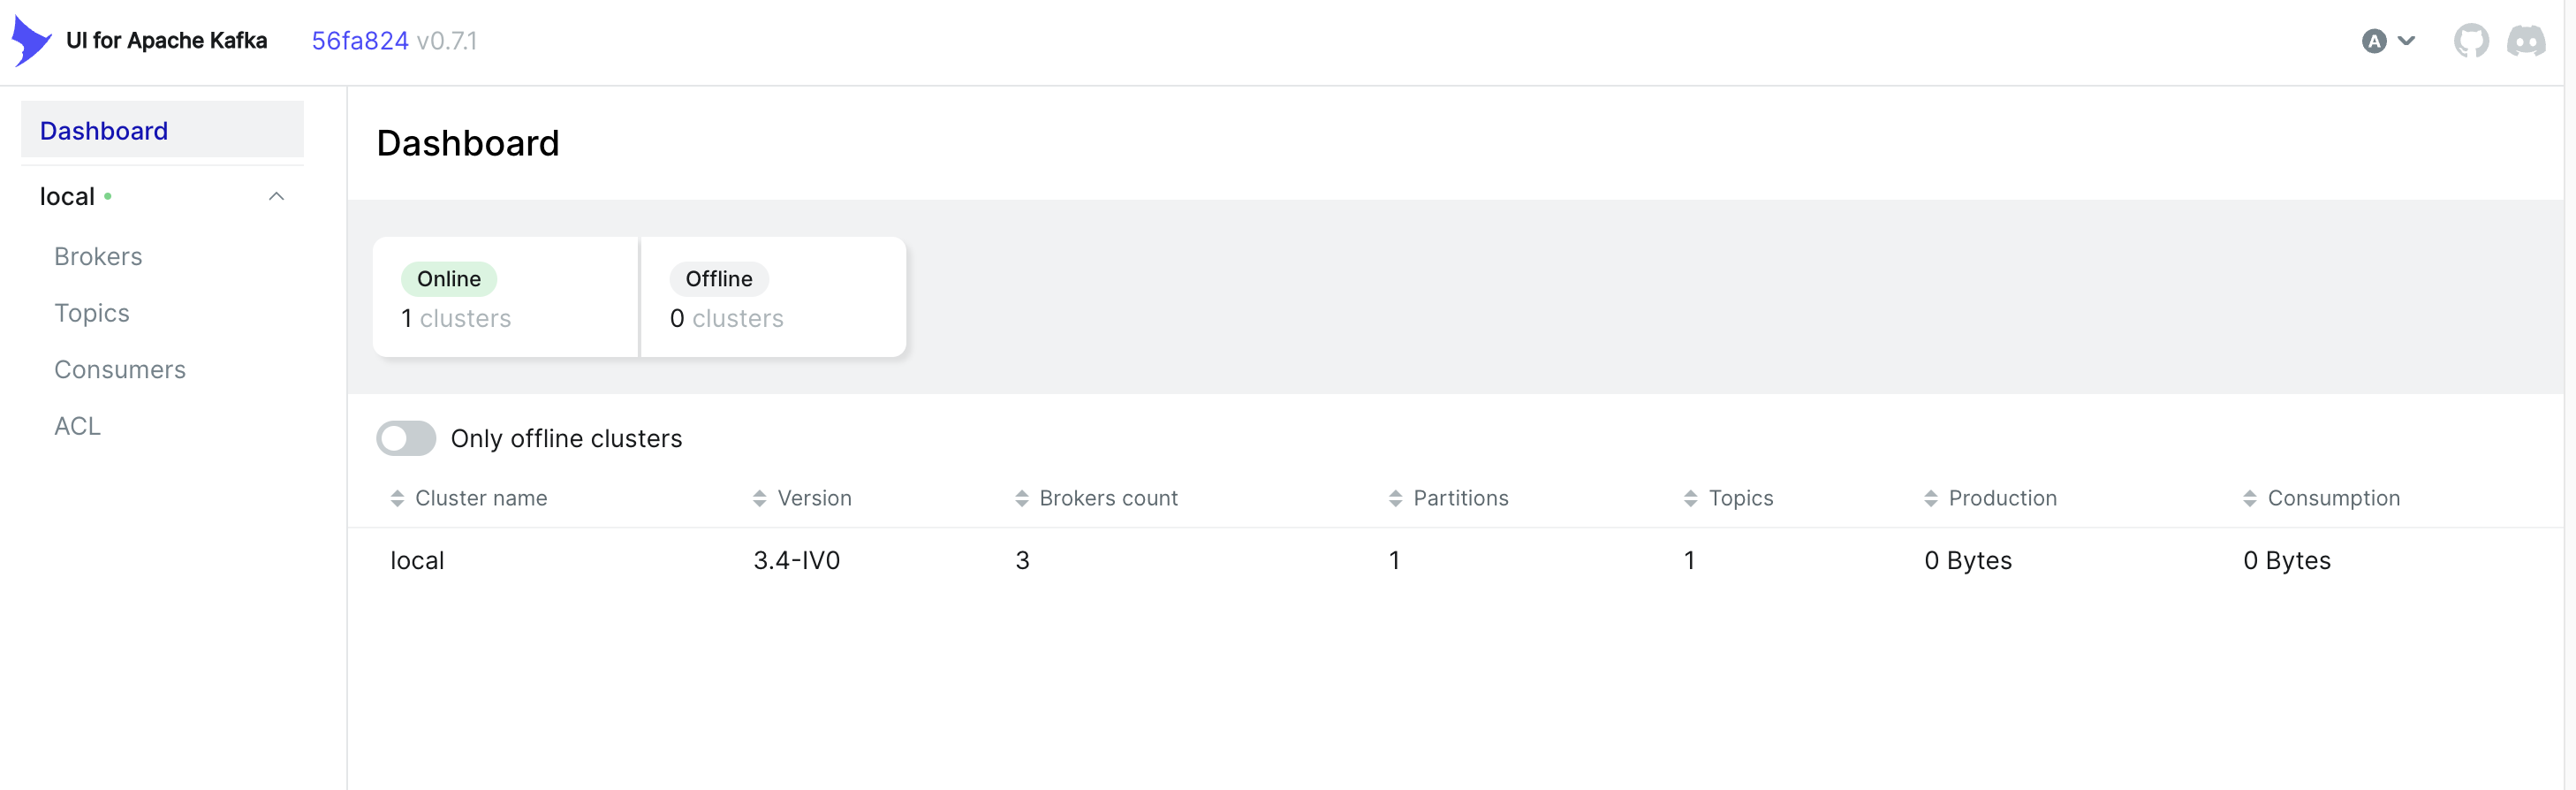 UI for Apache Kafka 56fa824 v0.7.1 A
Dashboard
local
Brokers
Topics
Consumers
ACL
Dashboard
Online Offline
1 clusters 0 clusters
Only offline clusters
Cluster name Version Brokers count Partitions Topics Production Consumption
local 3.4-IV0 3 1 1 0 Bytes 0 Bytes